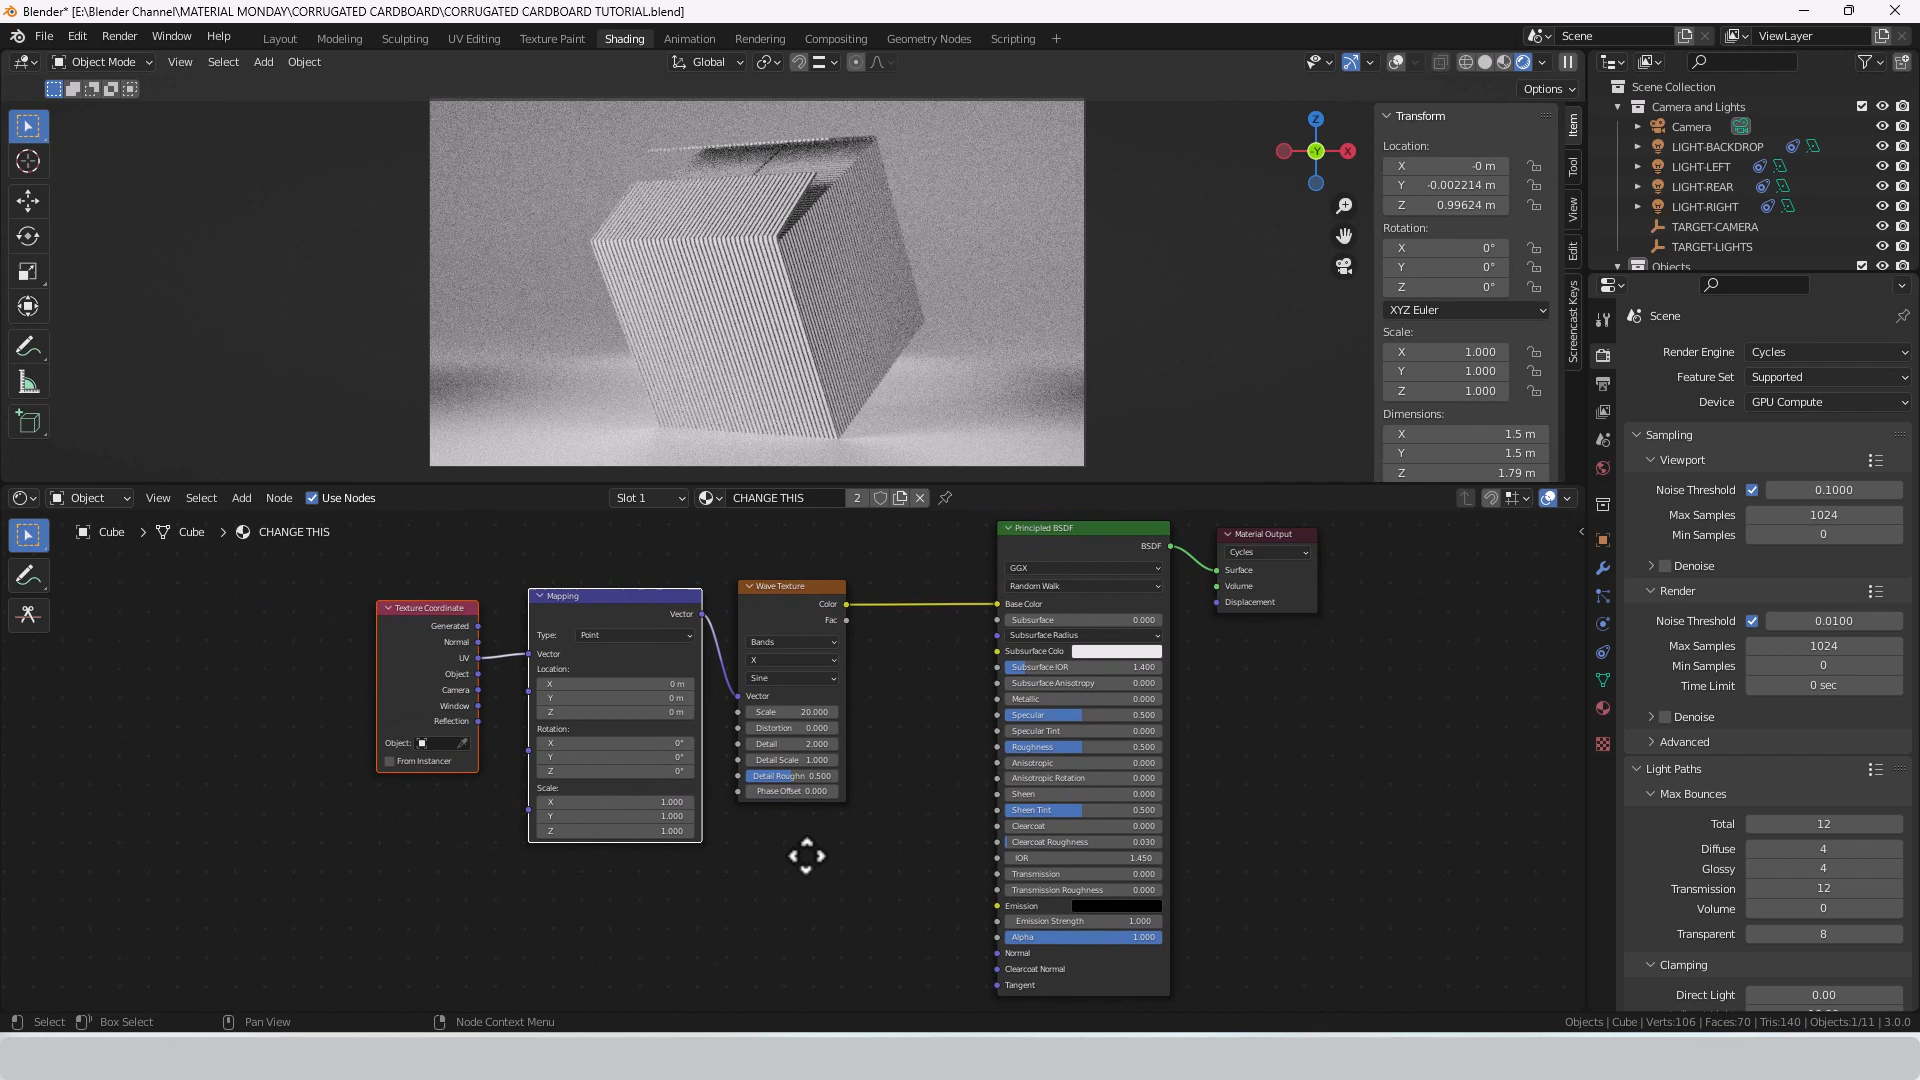 Blender* [E:\Blender Channel\MATERIAL MONDAY\CORRUGATED CARDBOARD\CORRUGATED CARDBOARD TUTORIAL.blend]
File Edit Render Window Help
Layout Modeling Sculpting UV Editing Texture Paint Shading Animation Rendering Compositing Geometry Nodes Scripting +
Scene
ViewLayer
Object Mode View Select Add Object
Global
Options
Transform
Location:
X -0 m
Y -0.002214 m
Z 0.99624 m
Rotation:
X 0°
Y 0°
Z 0°
XYZ Euler
Scale:
X 1.000
Y 1.000
Z 1.000
Dimensions:
X 1.5 m
Y 1.5 m
Z 1.79 m
Z
-Y
X
Item
Tool
View
Edit
Screencast Keys
Scene Collection
Camera and Lights
Camera
LIGHT-BACKDROP
LIGHT-LEFT
LIGHT-REAR
LIGHT-RIGHT
TARGET-CAMERA
TARGET-LIGHTS
Objects
Scene
Render Engine Cycles
Feature Set Supported
Device GPU Compute
Sampling
Viewport
Noise Threshold 0.1000
Max Samples 1024
Min Samples 0
Denoise
Render
Noise Threshold 0.0100
Max Samples 1024
Min Samples 0
Time Limit 0 sec
Denoise
Advanced
Light Paths
Max Bounces
Total 12
Diffuse 4
Glossy 4
Transmission 12
Volume 0
Transparent 8
Clamping
Direct Light 0.00
Object View Select Add Node Use Nodes
Slot 1
CHANGE THIS 2
Cube > Cube > CHANGE THIS
Texture Coordinate
Generated
Normal
UV
Object
Camera
Window
Reflection
Object:
From Instancer
Mapping
Vector
Type: Point
Vector
Location:
X 0 m
Y 0 m
Z 0 m
Rotation:
X 0°
Y 0°
Z 0°
Scale:
X 1.000
Y 1.000
Z 1.000
Wave Texture
Color
Fac
Bands
X
Sine
Vector
Scale 20.000
Distortion 0.000
Detail 2.000
Detail Scale 1.000
Detail Roughn 0.500
Phase Offset 0.000
Principled BSDF
BSDF
GGX
Random Walk
Base Color
Subsurface 0.000
Subsurface Radius
Subsurface Colo
Subsurface IOR 1.400
Subsurface Anisotropy 0.000
Metallic 0.000
Specular 0.500
Specular Tint 0.000
Roughness 0.500
Anisotropic 0.000
Anisotropic Rotation 0.000
Sheen 0.000
Sheen Tint 0.500
Clearcoat 0.000
Clearcoat Roughness 0.030
IOR 1.450
Transmission 0.000
Transmission Roughness 0.000
Emission
Emission Strength 1.000
Alpha 1.000
Normal
Clearcoat Normal
Tangent
Material Output
Cycles
Surface
Volume
Displacement
Select Box Select Pan View Node Context Menu
Objects | Cube | Verts:106 | Faces:70 | Tris:140 | Objects:1/11 | 3.0.0